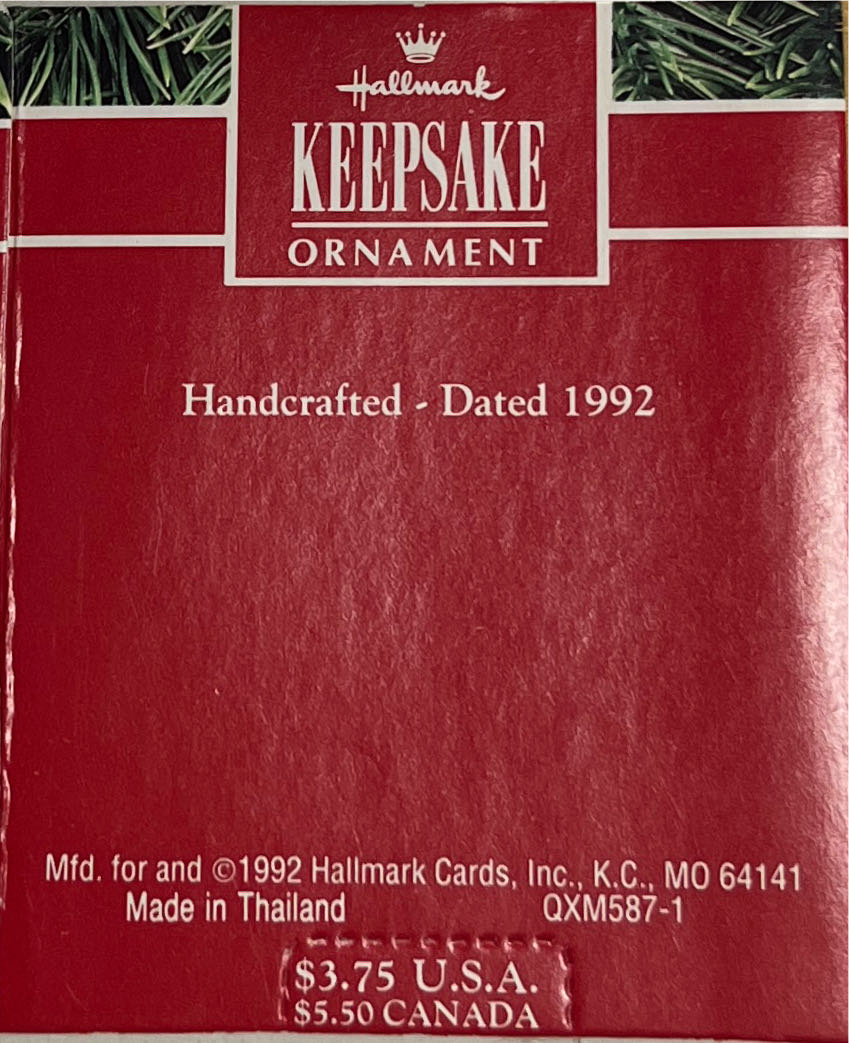 Hallmark
KEEPSAKE
ORNAMENT
Handcrafted - Dated 1992
Mfd. for and ©1992 Hallmark Cards, Inc., K.C., MO 64141
Made in Thailand QXM587-1
$3.75 U.S.A.
$5.50 CANADA